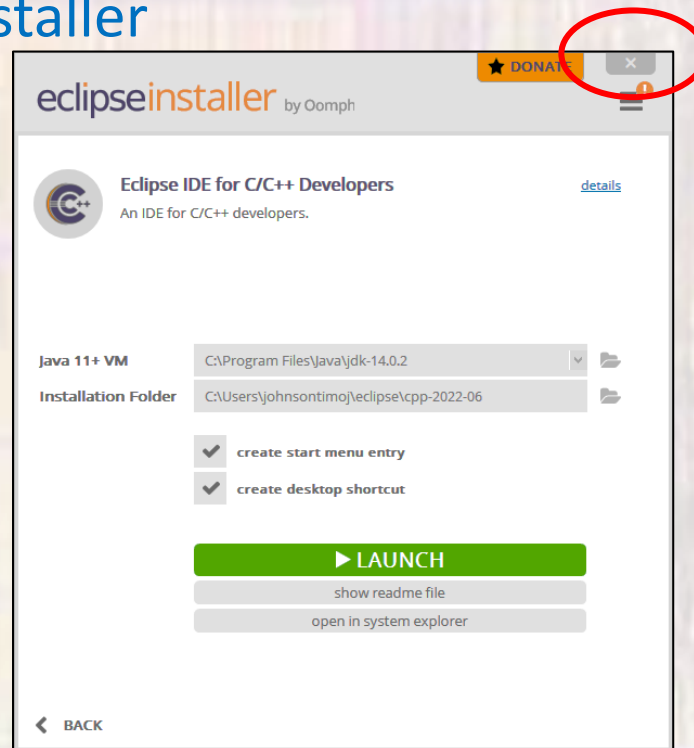 staller
DONATE
×
eclipseinstaller by Oomph
Eclipse IDE for C/C++ Developers
details
An IDE for C/C++ developers.
C++
Java 11+ VM
C:\Program Files\Java\jdk-14.0.2
Installation Folder
C:\Users\johnsontimoj\eclipse\cpp-2022-06
create start menu entry
create desktop shortcut
LAUNCH
show readme file
open in system explorer
BACK